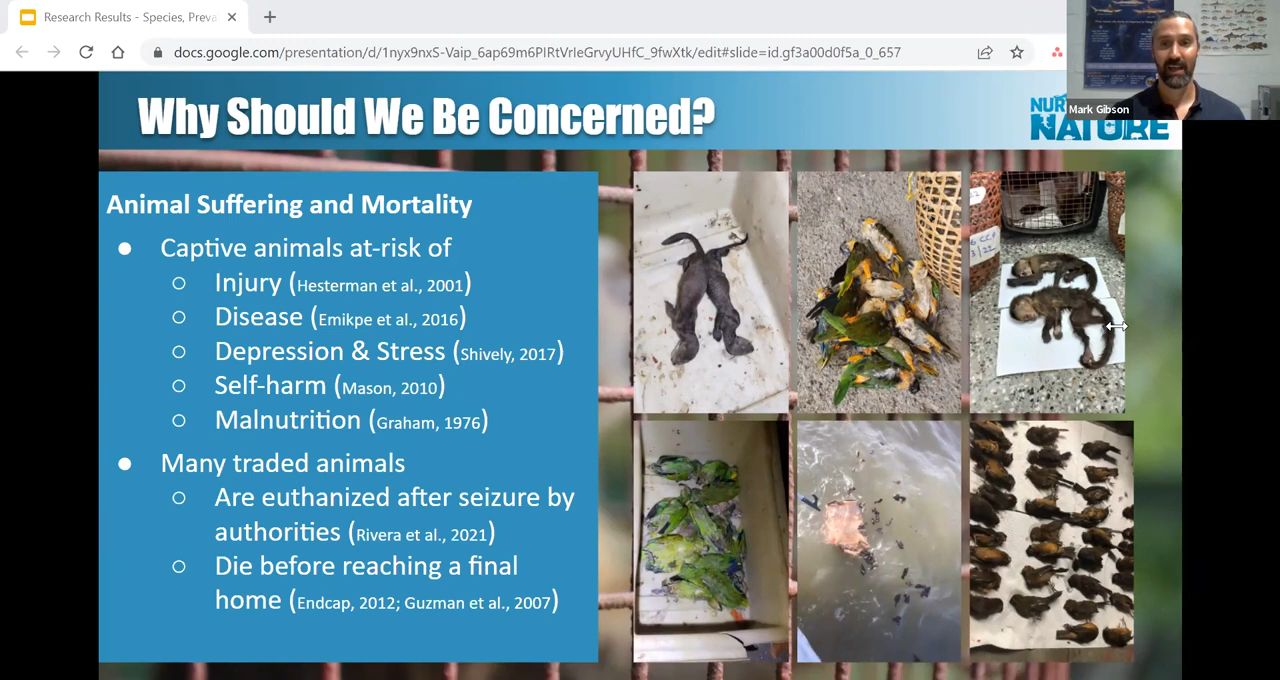 Research Results - Species, Preva
docs.google.com/presentation/d/1nyx9nxS-Vaip_6ap69m6PIRtVrIeGrvyUHfC_9fwXtk/edit#slide=id.gf3a00d0f5a_0_657
Mark Gibson
Why Should We Be Concerned?
NUR
NATURE
Animal Suffering and Mortality
● Captive animals at-risk of
○ Injury (Hesterman et al., 2001)
○ Disease (Emikpe et al., 2016)
○ Depression & Stress (Shively, 2017)
○ Self-harm (Mason, 2010)
○ Malnutrition (Graham, 1976)
● Many traded animals
○ Are euthanized after seizure by
authorities (Rivera et al., 2021)
○ Die before reaching a final
home (Endcap, 2012; Guzman et al., 2007)